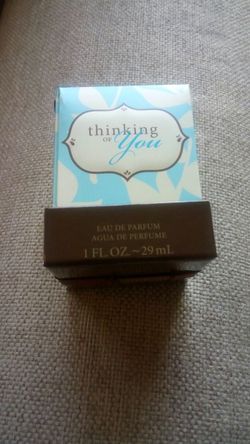 thinking
OF You
EAU DE PARFUM
AGUA DE PERFUME
1 FL. OZ. ~ 29 mL